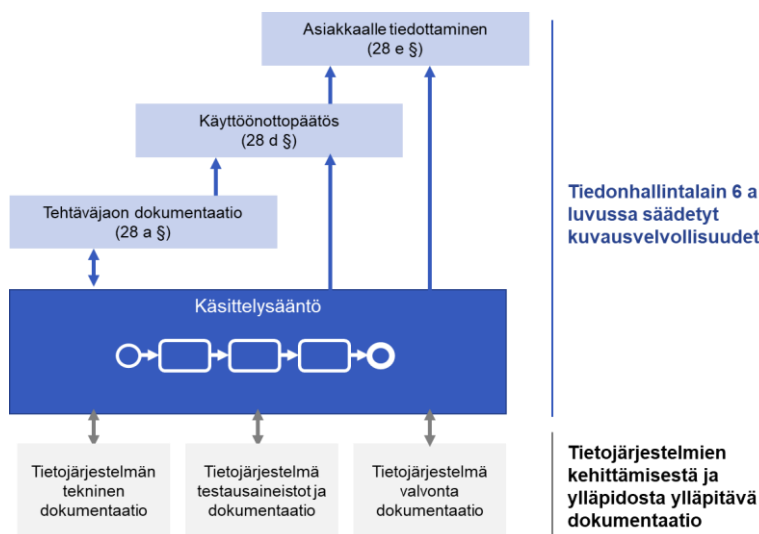 Asiakkaalle tiedottaminen
(28 e §)
Käyttöönottopäätös
(28 d §)
Tehtäväjaon dokumentaatio
(28 a §)
Tiedonhallintalain 6 a
luvussa säädetyt
kuvausvelvollisuudet
Käsittelysääntö
Tietojärjestelmän
tekninen
dokumentaatio
Tietojärjestelmä
testausaineistot ja
dokumentaatio
Tietojärjestelmä
valvonta
dokumentaatio
Tietojärjestelmien
kehittämisestä ja
ylläpidosta ylläpitävä
dokumentaatio